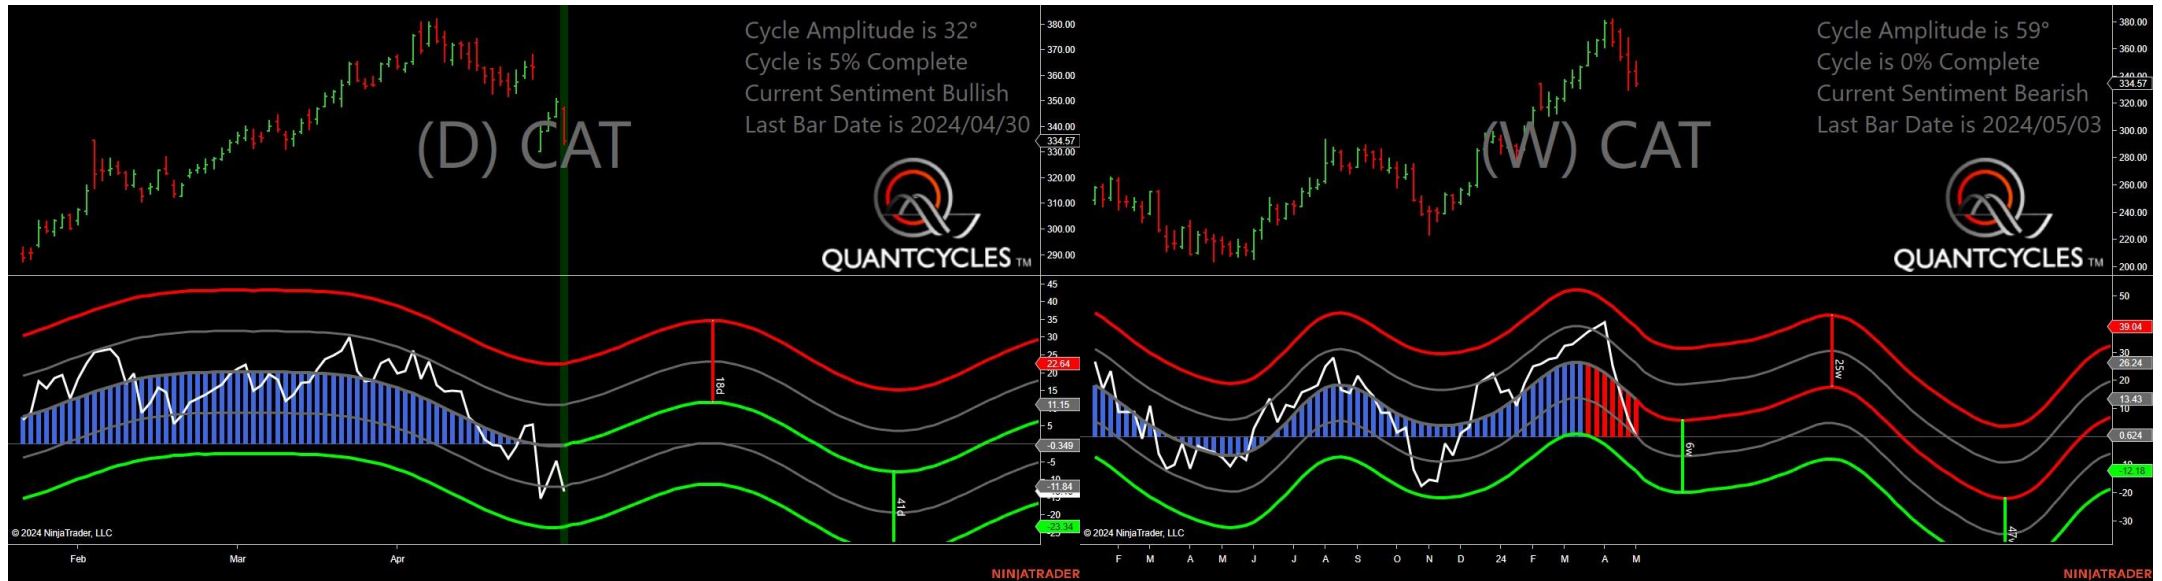 Cycle Amplitude is 32°
Cycle is 5% Complete
Current Sentiment Bullish
Last Bar Date is 2024/04/30
(D) CAT
QUANTCYCLES TM
380.00
370.00
360.00
350.00
340.00
334.57
330.00
320.00
310.00
300.00
290.00
45
40
35
30
25
22.64
20
15
11.15
5
-0.349
-5
-10
-11.84
-15
-20
-23.34
-25
18d
41d
© 2024 NinjaTrader, LLC
Feb
Mar
Apr
NINJATRADER
Cycle Amplitude is 59°
Cycle is 0% Complete
Current Sentiment Bearish
Last Bar Date is 2024/05/03
(W) CAT
QUANTCYCLES TM
380.00
360.00
340.00
334.57
320.00
300.00
280.00
260.00
240.00
220.00
200.00
50
39.04
30
26.24
20
13.43
10
0.624
-10
-12.18
-20
-30
25w
6w
© 2024 NinjaTrader, LLC
F M A M J J A S O N D 24 F M A M
NINJATRADER